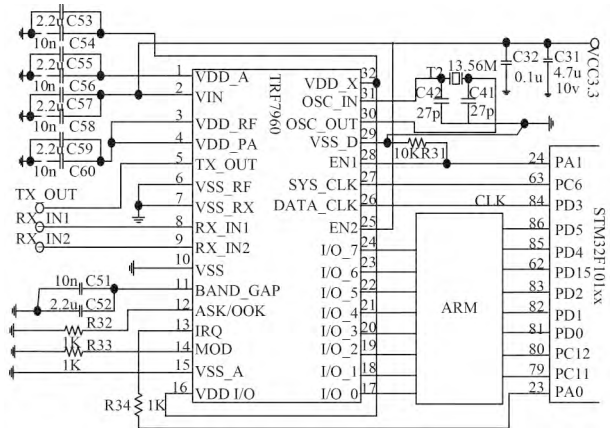 2.2u C53
10n C54
2.2u C55
10n C56
2.2u C57
10n C58
2.2u C59
10n C60
TX_OUT
RX_IN1
RX_IN2
10n C51
2.2u C52
R32
1K R33
1K
R34 1K
TRF7960
1 VDD_A
2 VIN
3 VDD_RF
4 VDD_PA
5 TX_OUT
6 VSS_RF
7 VSS_RX
8 RX_IN1
9 RX_IN2
10 VSS
11 BAND_GAP
12 ASK/OOK
13 IRQ
14 MOD
15 VSS_A
16 VDD I/O
VDD_X 32
OSC_IN 31
OSC_OUT 30
VSS_D 29
EN1 28
SYS_CLK 27
DATA_CLK 26
EN2 25
I/O_7 24
I/O_6 23
I/O_5 22
I/O_4 21
I/O_3 20
I/O_2 19
I/O_1 18
I/O_0 17
T2 13.56M
C42 C41
27p 27p
C32 C31
0.1u 4.7u
10v
VCC3.3
10KR31
CLK
ARM
24 PA1
63 PC6
84 PD3
86 PD5
85 PD4
62 PD15
83 PD2
82 PD1
81 PD0
80 PC12
79 PC11
23 PA0
STM32F101xx